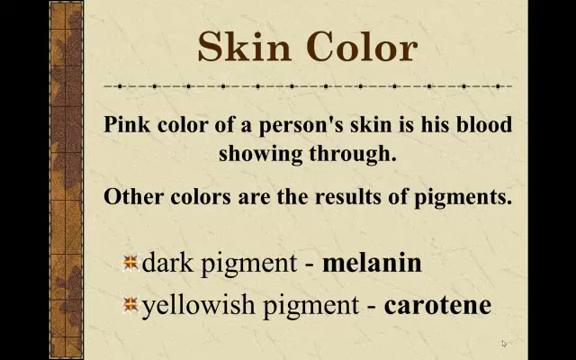 Skin Color
Pink color of a person's skin is his blood
showing through.
Other colors are the results of pigments.
dark pigment - melanin
yellowish pigment - carotene